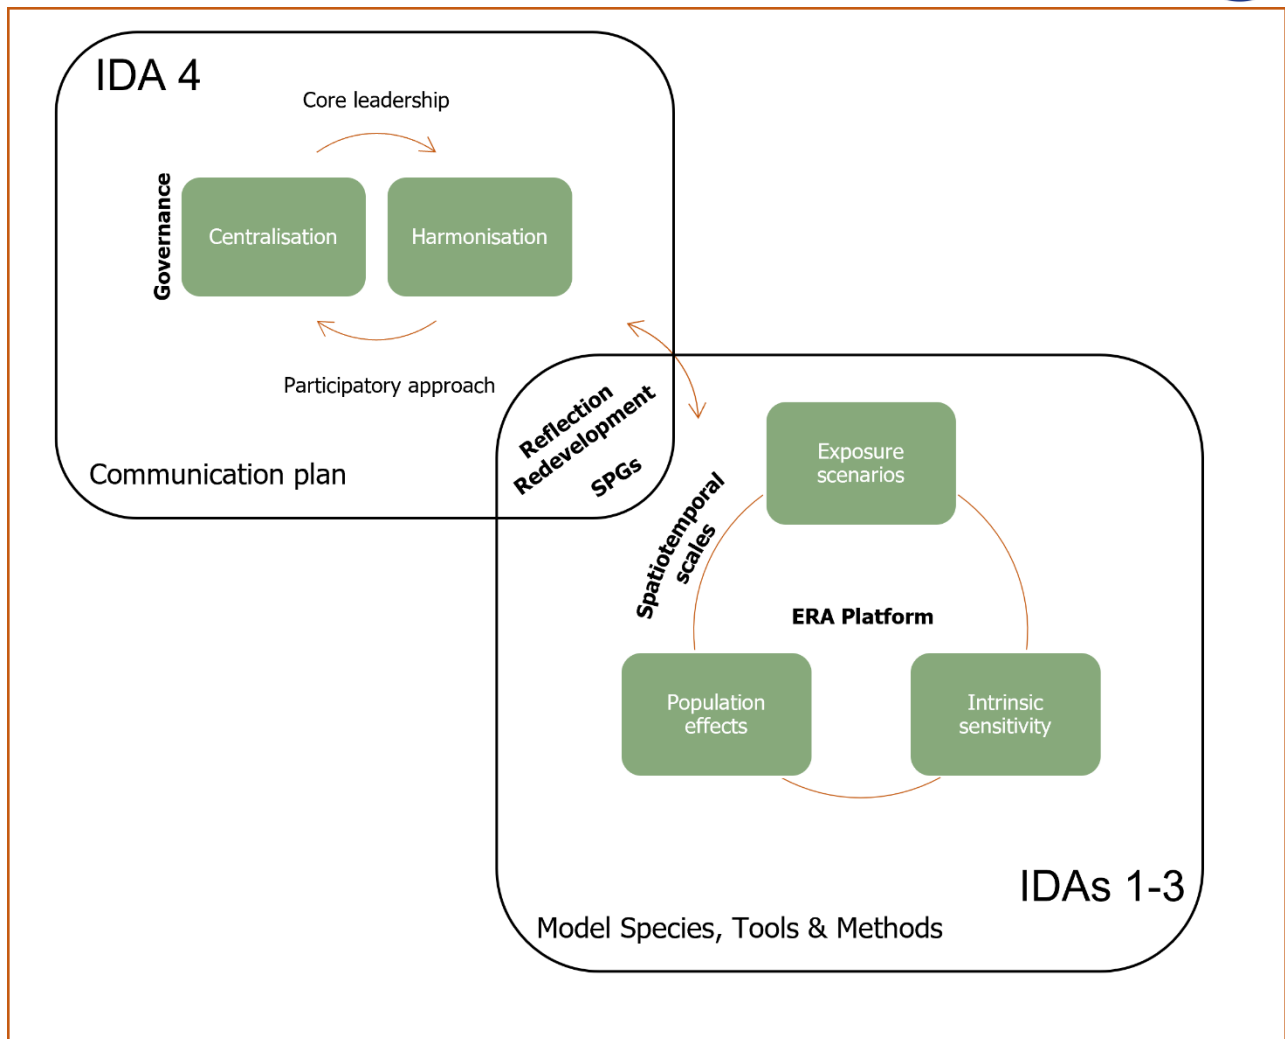 IDA 4
Core leadership
Governance
Centralisation
Harmonisation
Participatory approach
Communication plan
Reflection
Redevelopment
SPGs
Spatiotemporal
scales
Exposure
scenarios
ERA Platform
Population
effects
Intrinsic
sensitivity
IDAs 1-3
Model Species, Tools & Methods